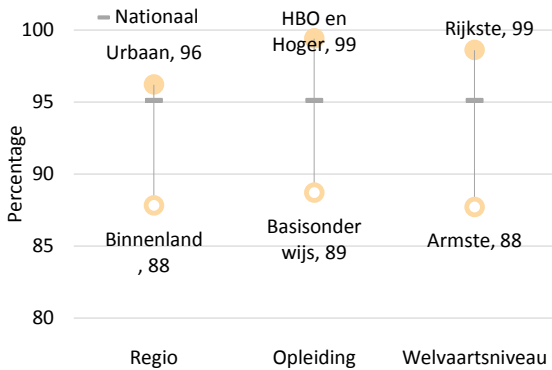 Nationaal
100
Urbaan, 96
HBO en
Hoger, 99
Rijkste, 99
95
Percentage
90
Binnenland
, 88
Basisonder
wijs, 89
Armste, 88
85
80
Regio
Opleiding
Welvaartsniveau